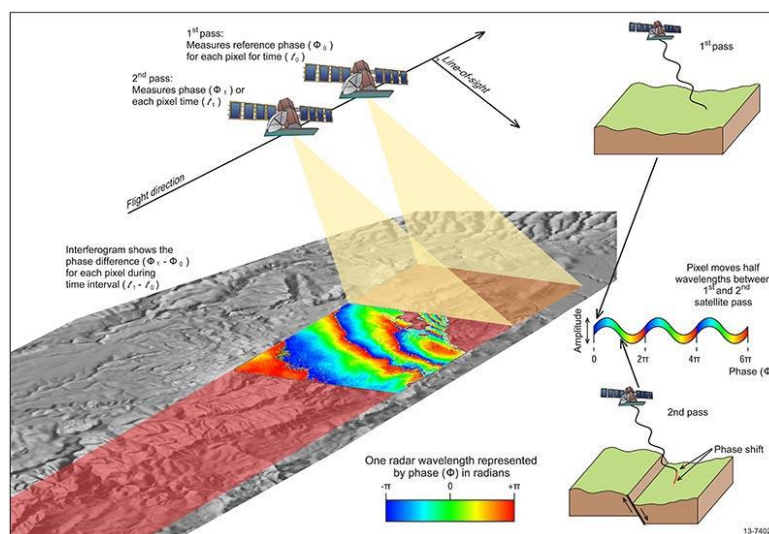 1st pass:
Measures reference phase (Φ0)
for each pixel for time (t0)
2nd pass:
Measures phase (Φ1) or
each pixel time (t1)
Line-of-sight
Flight direction
Interferogram shows the
phase difference (Φ1 - Φ0)
for each pixel during
time interval (t1 - t0)
1st pass
Pixel moves half
wavelengths between
1st and 2nd
satellite pass
Amplitude
0 2π 4π 6π
Phase (Φ)
2nd pass
Phase shift
One radar wavelength represented
by phase (Φ) in radians
-π 0 +π
13-7402